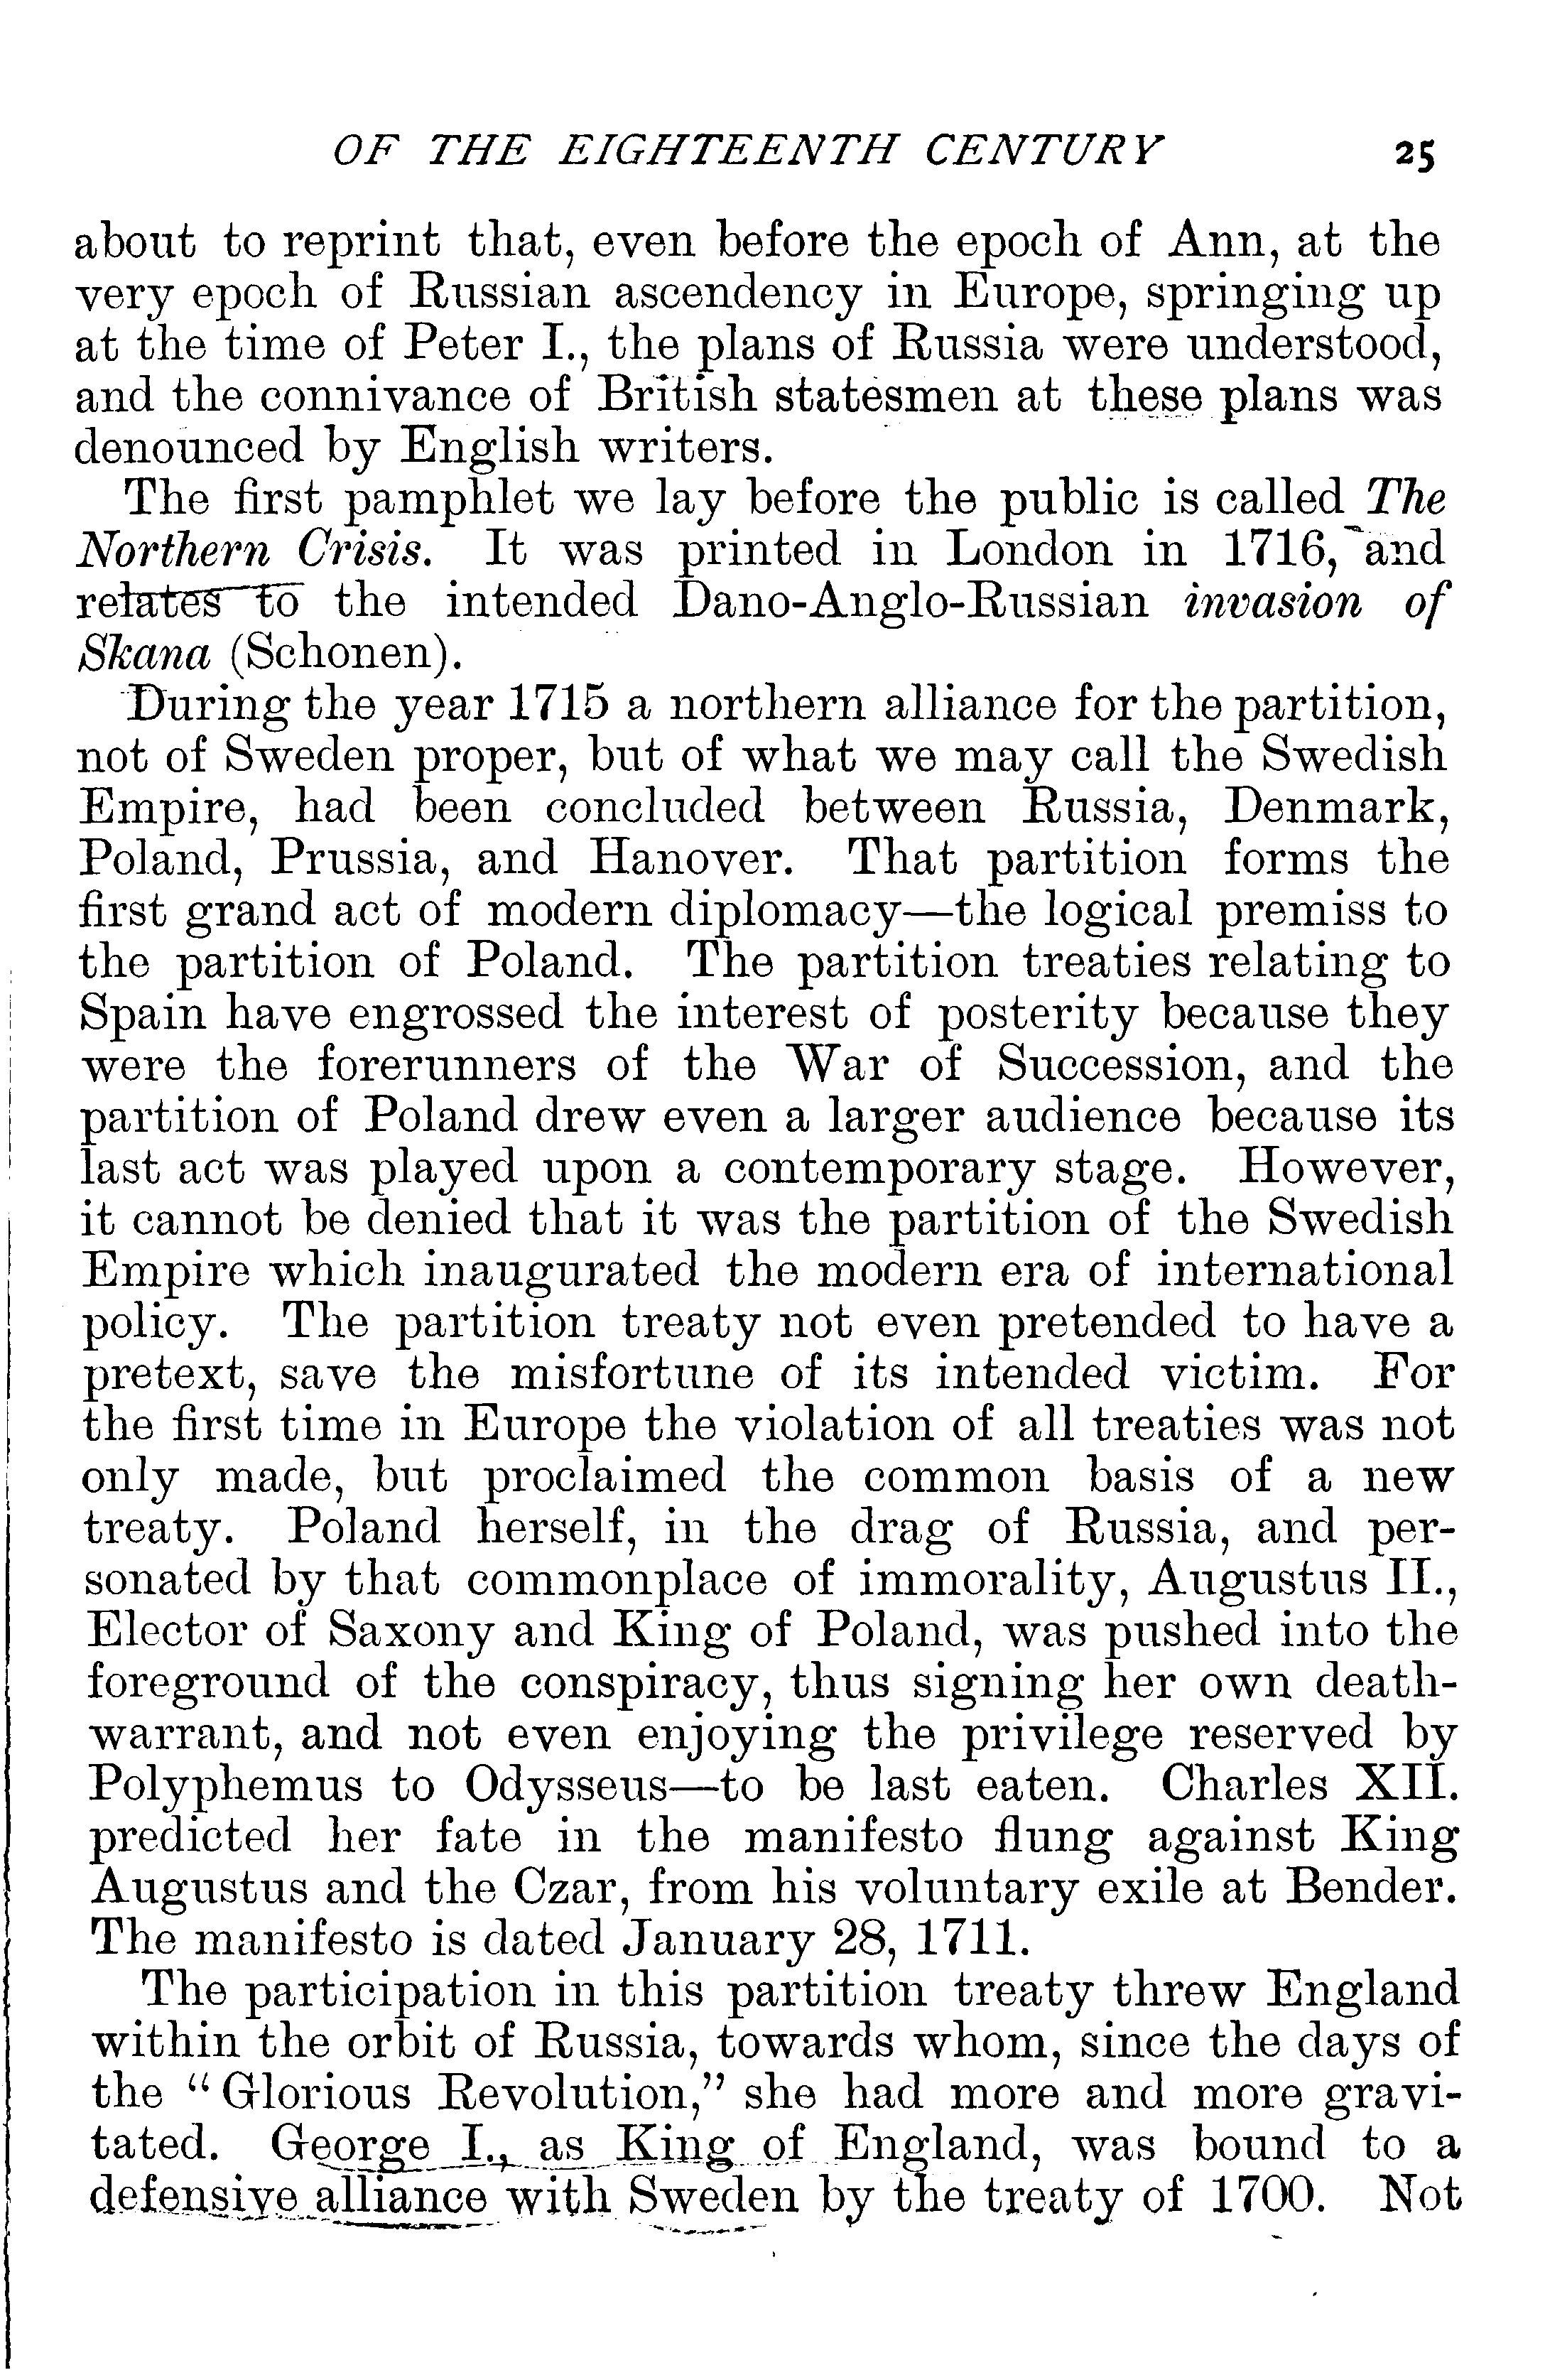 OF THE EIGHTEENTH CENTURY 25
about to reprint that, even before the epoch of Ann, at the
very epoch of Russian ascendency in Europe, springing up
at the time of Peter I., the plans of Russia were understood,
and the connivance of British statesmen at these plans was
denounced by English writers.
The first pamphlet we lay before the public is called The
Northern Crisis. It was printed in London in 1716, and
relates to the intended Dano-Anglo-Russian invasion of
Skana (Schonen).
During the year 1715 a northern alliance for the partition,
not of Sweden proper, but of what we may call the Swedish
Empire, had been concluded between Russia, Denmark,
Poland, Prussia, and Hanover. That partition forms the
first grand act of modern diplomacy—the logical premiss to
the partition of Poland. The partition treaties relating to
Spain have engrossed the interest of posterity because they
were the forerunners of the War of Succession, and the
partition of Poland drew even a larger audience because its
last act was played upon a contemporary stage. However,
it cannot be denied that it was the partition of the Swedish
Empire which inaugurated the modern era of international
policy. The partition treaty not even pretended to have a
pretext, save the misfortune of its intended victim. For
the first time in Europe the violation of all treaties was not
only made, but proclaimed the common basis of a new
treaty. Poland herself, in the drag of Russia, and per-
sonated by that commonplace of immorality, Augustus II.,
Elector of Saxony and King of Poland, was pushed into the
foreground of the conspiracy, thus signing her own death-
warrant, and not even enjoying the privilege reserved by
Polyphemus to Odysseus—to be last eaten. Charles XII.
predicted her fate in the manifesto flung against King
Augustus and the Czar, from his voluntary exile at Bender.
The manifesto is dated January 28, 1711.
The participation in this partition treaty threw England
within the orbit of Russia, towards whom, since the days of
the “Glorious Revolution,” she had more and more gravi-
tated. George I., as King of England, was bound to a
defensive alliance with Sweden by the treaty of 1700. Not